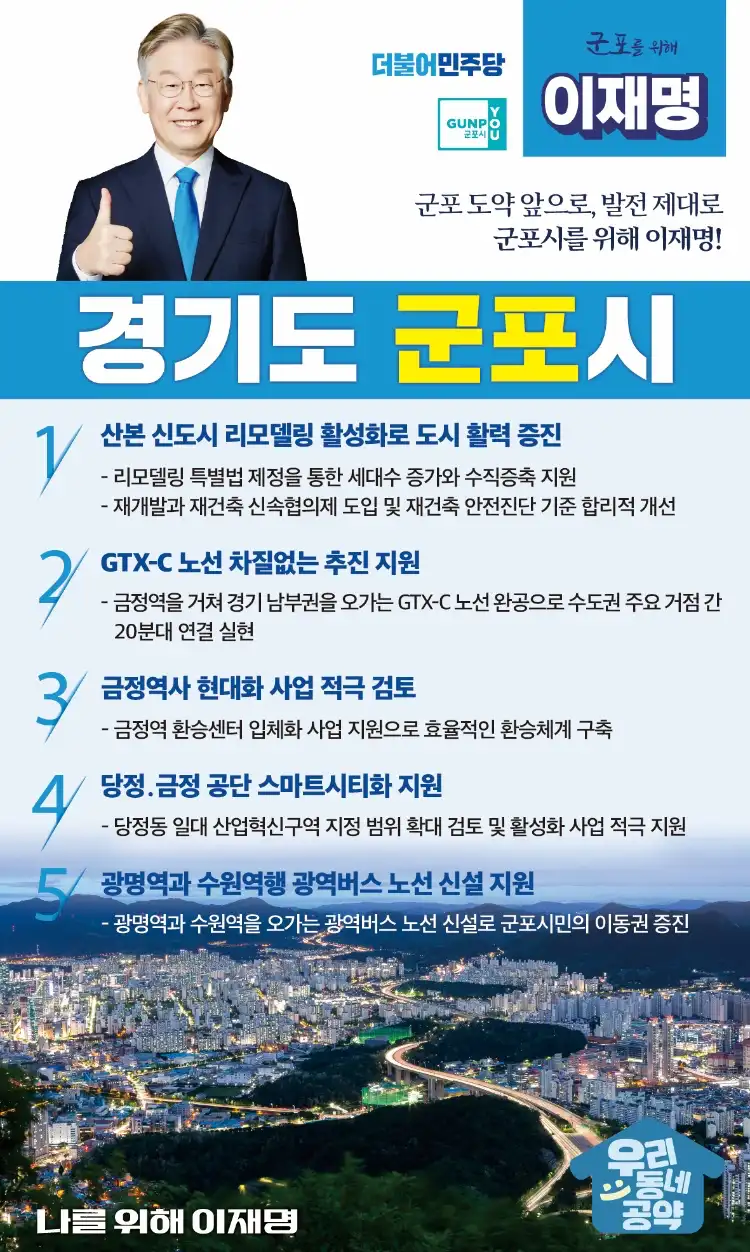 더불어민주당
GUNPO
군포시
YOU
군포를 위해
이재명
군포 도약 앞으로, 발전 제대로
군포시를 위해 이재명!
경기도 군포시
1 산본 신도시 리모델링 활성화로 도시 활력 증진
- 리모델링 특별법 제정을 통한 세대수 증가와 수직증축 지원
- 재개발과 재건축 신속협의제 도입 및 재건축 안전진단 기준 합리적 개선
2 GTX-C 노선 차질없는 추진 지원
- 금정역을 거쳐 경기 남부권을 오가는 GTX-C 노선 완공으로 수도권 주요 거점 간
20분대 연결 실현
3 금정역사 현대화 사업 적극 검토
- 금정역 환승센터 입체화 사업 지원으로 효율적인 환승체계 구축
4 당정.금정 공단 스마트시티화 지원
- 당정동 일대 산업혁신구역 지정 범위 확대 검토 및 활성화 사업 적극 지원
5 광명역과 수원역행 광역버스 노선 신설 지원
- 광명역과 수원역을 오가는 광역버스 노선 신설로 군포시민의 이동권 증진
나를 위해 이재명
우리
동네
공약